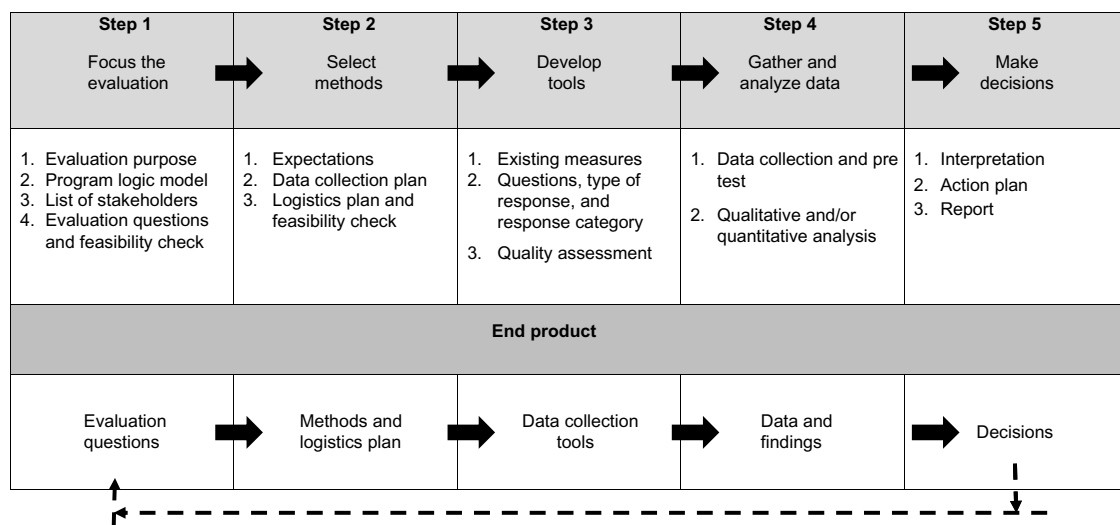 Step 1
Focus the
evaluation
Step 2
Select
methods
Step 3
Develop
tools
Step 4
Gather and
analyze data
Step 5
Make
decisions
1. Evaluation purpose
2. Program logic model
3. List of stakeholders
4. Evaluation questions
and feasibility check
1. Expectations
2. Data collection plan
3. Logistics plan and
feasibility check
1. Existing measures
2. Questions, type of
response, and
response category
3. Quality assessment
1. Data collection and pre
test
2. Qualitative and/or
quantitative analysis
1. Interpretation
2. Action plan
3. Report
End product
Evaluation
questions
Methods and
logistics plan
Data collection
tools
Data and
findings
Decisions